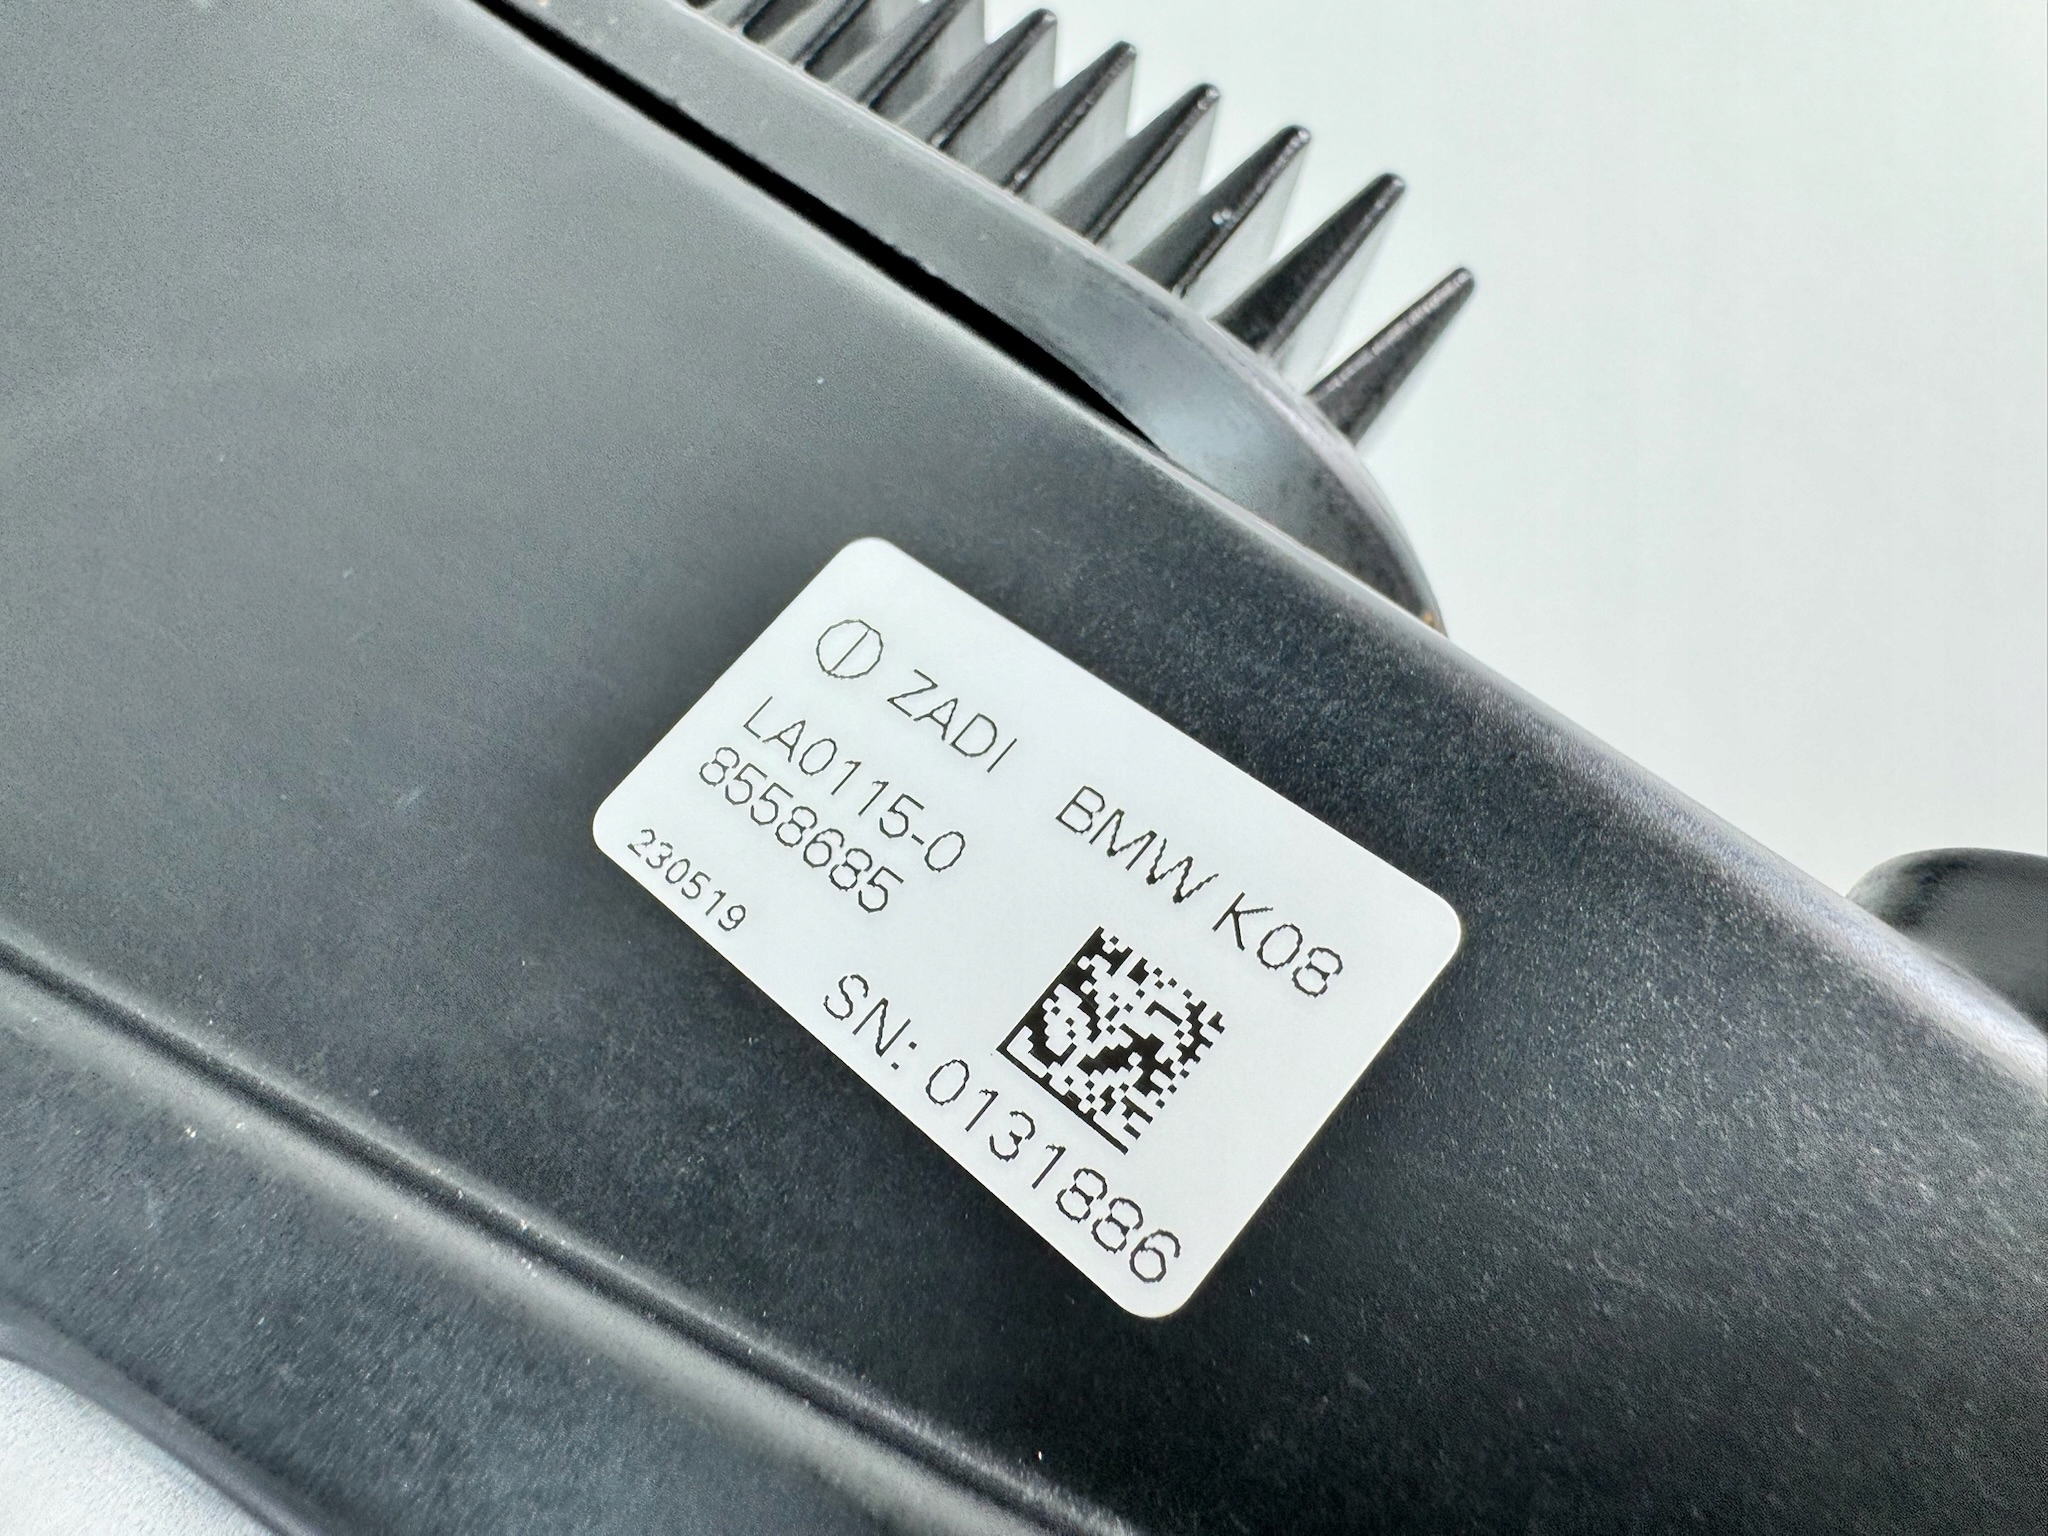 ZADI BMW K08
LA0115-0
8558685
230519
SN: 0131886